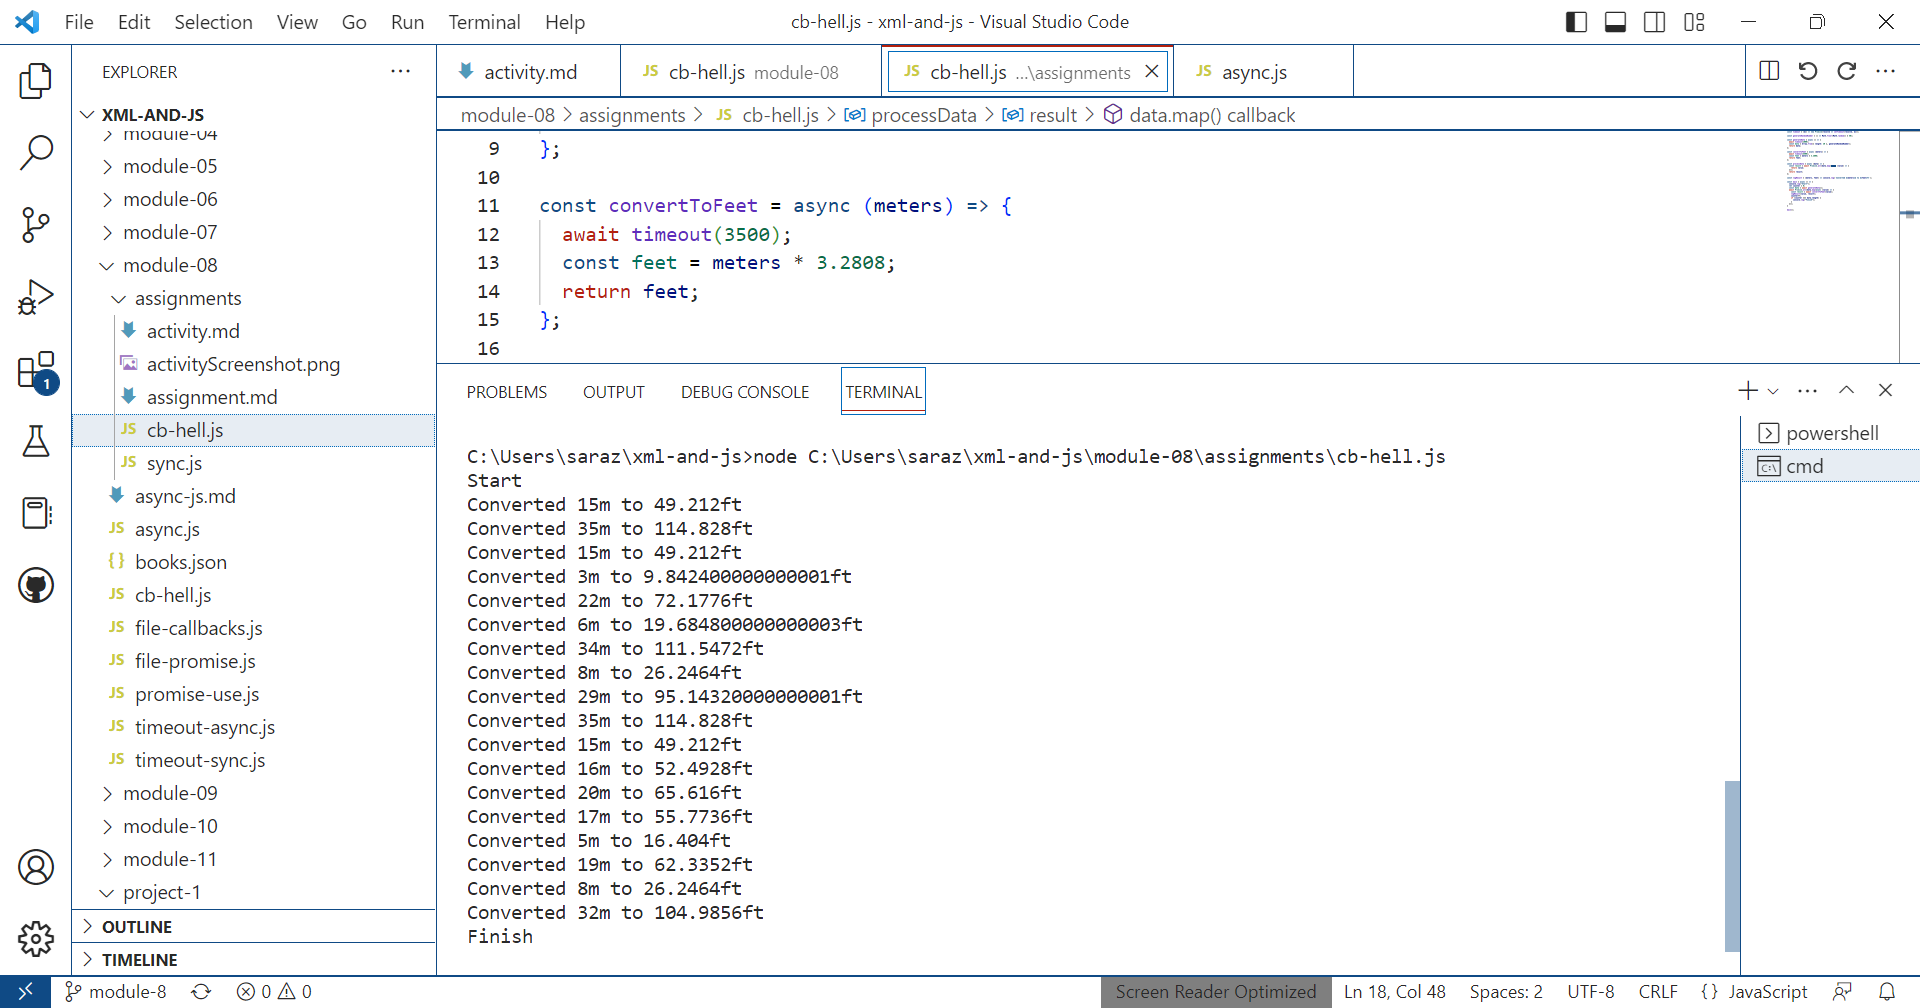 File Edit Selection View Go Run Terminal Help
cb-hell.js - xml-and-js - Visual Studio Code
EXPLORER
XML-AND-JS
module-04
module-05
module-06
module-07
module-08
assignments
activity.md
activityScreenshot.png
assignment.md
JS cb-hell.js
JS sync.js
async-js.md
JS async.js
{} books.json
JS cb-hell.js
JS file-callbacks.js
JS file-promise.js
JS promise-use.js
JS timeout-async.js
JS timeout-sync.js
module-09
module-10
module-11
project-1
OUTLINE
TIMELINE
1
activity.md
JS cb-hell.js module-08
JS cb-hell.js ...\assignments
JS async.js
module-08 > assignments > JS cb-hell.js > processData > result > data.map() callback
9 };
10
11 const convertToFeet = async (meters) => {
12 await timeout(3500);
13 const feet = meters * 3.2808;
14 return feet;
15 };
16
PROBLEMS OUTPUT DEBUG CONSOLE TERMINAL
C:\Users\saraz\xml-and-js>node C:\Users\saraz\xml-and-js\module-08\assignments\cb-hell.js
Start
Converted 15m to 49.212ft
Converted 35m to 114.828ft
Converted 15m to 49.212ft
Converted 3m to 9.842400000000001ft
Converted 22m to 72.1776ft
Converted 6m to 19.684800000000003ft
Converted 34m to 111.5472ft
Converted 8m to 26.2464ft
Converted 29m to 95.14320000000001ft
Converted 35m to 114.828ft
Converted 15m to 49.212ft
Converted 16m to 52.4928ft
Converted 20m to 65.616ft
Converted 17m to 55.7736ft
Converted 5m to 16.404ft
Converted 19m to 62.3352ft
Converted 8m to 26.2464ft
Converted 32m to 104.9856ft
Finish
powershell
cmd
module-8 0 0
Screen Reader Optimized Ln 18, Col 48 Spaces: 2 UTF-8 CRLF {} JavaScript